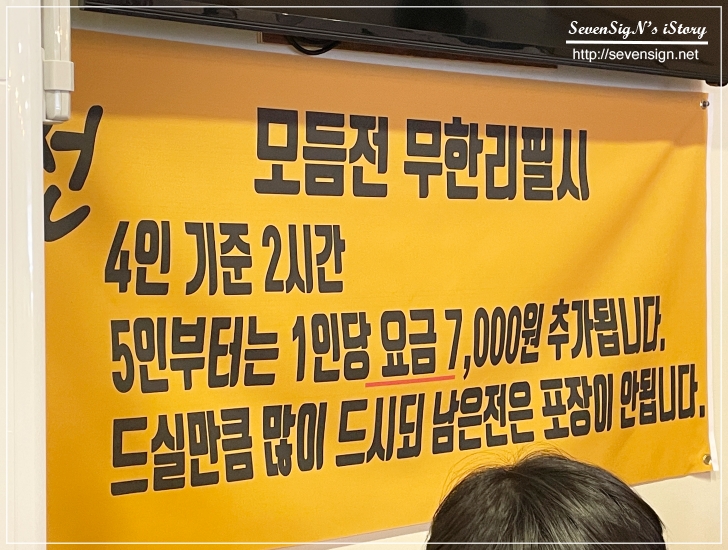 SevenSigN's iStory
http://sevensign.net
전
모듬전 무한리필시
4인 기준 2시간
5인부터는 1인당 요금 7,000원 추가됩니다.
드실만큼 많이 드시되 남은전은 포장이 안됩니다.